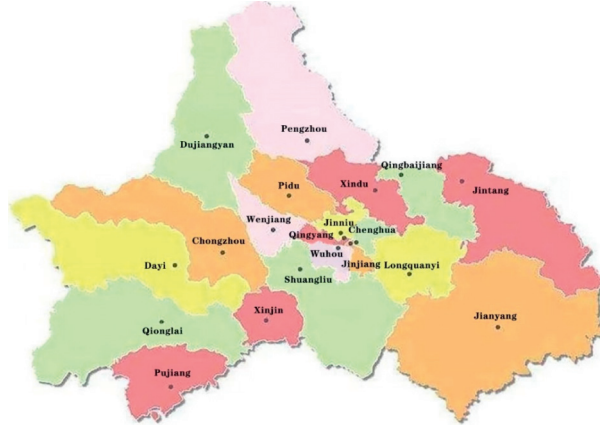 Pengzhou
Dujiangyan
Qingbaijiang
Pidu
Xindu
Jintang
Wenjiang
Jinniu
Qingyang
Chenghua
Chongzhou
Wuhou
Dayi
Jinjiang
Longquanyi
Shuangliu
Xinjin
Jianyang
Qionglai
Pujiang